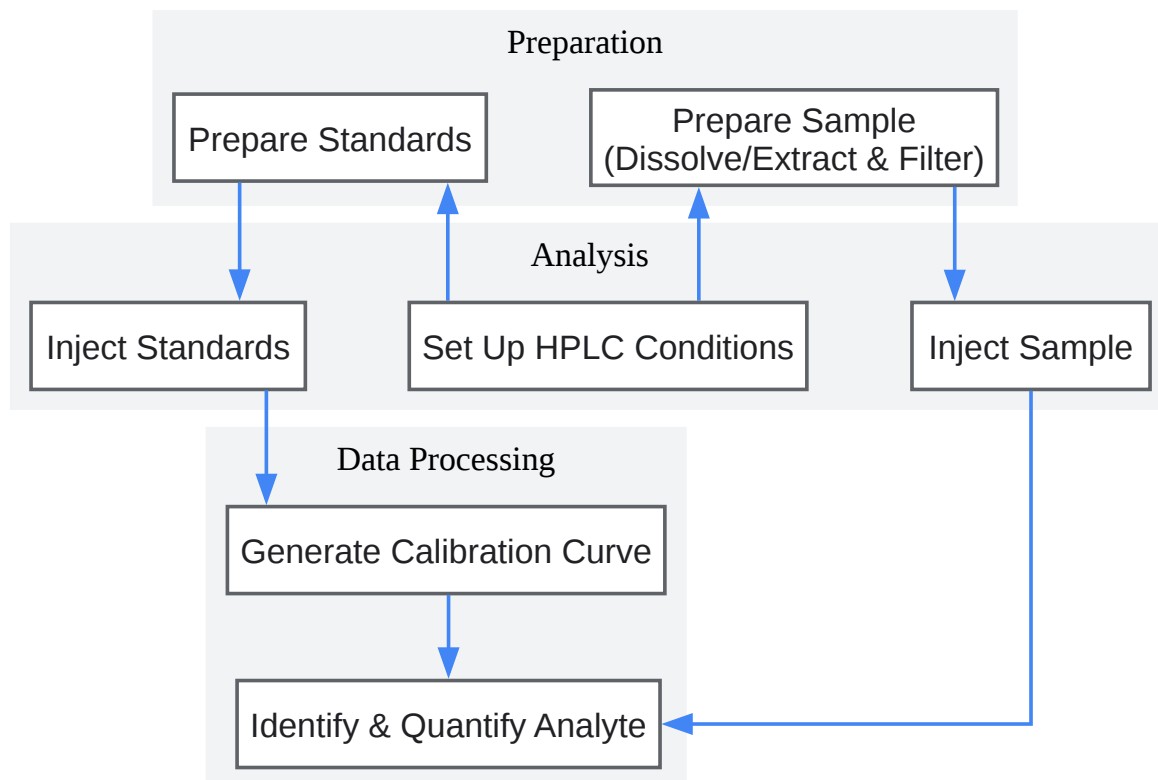 Preparation
Prepare Standards
Prepare Sample
(Dissolve/Extract & Filter)
Analysis
Inject Standards
Set Up HPLC Conditions
Inject Sample
Data Processing
Generate Calibration Curve
Identify & Quantify Analyte